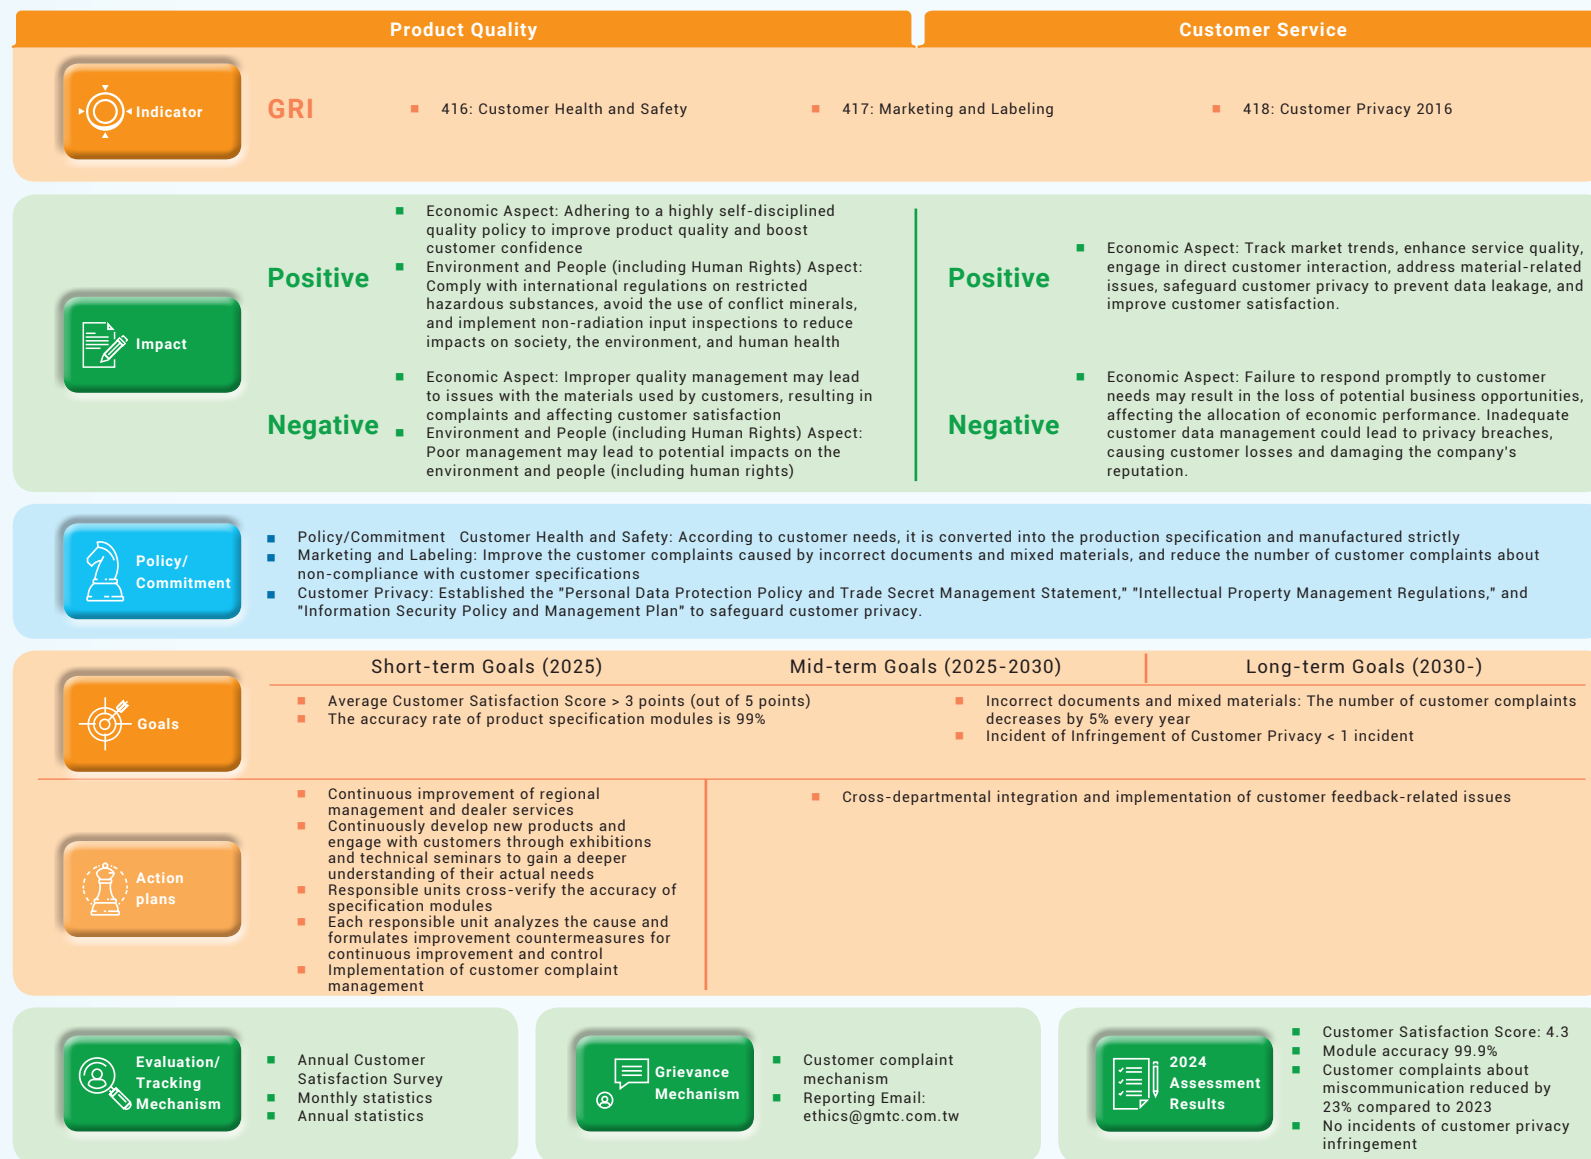 Product Quality
Customer Service
Indicator
GRI
416: Customer Health and Safety
417: Marketing and Labeling
418: Customer Privacy 2016
Impact
Positive
Economic Aspect: Adhering to a highly self-disciplined
quality policy to improve product quality and boost
customer confidence
Environment and People (including Human Rights) Aspect:
Comply with international regulations on restricted
hazardous substances, avoid the use of conflict minerals,
and implement non-radiation input inspections to reduce
impacts on society, the environment, and human health
Negative
Economic Aspect: Improper quality management may lead
to issues with the materials used by customers, resulting in
complaints and affecting customer satisfaction
Environment and People (including Human Rights) Aspect:
Poor management may lead to potential impacts on the
environment and people (including human rights)
Positive
Economic Aspect: Track market trends, enhance service quality,
engage in direct customer interaction, address material-related
issues, safeguard customer privacy to prevent data leakage, and
improve customer satisfaction.
Negative
Economic Aspect: Failure to respond promptly to customer
needs may result in the loss of potential business opportunities,
affecting the allocation of economic performance. Inadequate
customer data management could lead to privacy breaches,
causing customer losses and damaging the company's
reputation.
Policy/
Commitment
Policy/Commitment Customer Health and Safety: According to customer needs, it is converted into the production specification and manufactured strictly
Marketing and Labeling: Improve the customer complaints caused by incorrect documents and mixed materials, and reduce the number of customer complaints about
non-compliance with customer specifications
Customer Privacy: Established the "Personal Data Protection Policy and Trade Secret Management Statement," "Intellectual Property Management Regulations," and
"Information Security Policy and Management Plan" to safeguard customer privacy.
Goals
Short-term Goals (2025)
Mid-term Goals (2025-2030)
Long-term Goals (2030-)
Average Customer Satisfaction Score > 3 points (out of 5 points)
The accuracy rate of product specification modules is 99%
Incorrect documents and mixed materials: The number of customer complaints
decreases by 5% every year
Incident of Infringement of Customer Privacy < 1 incident
Action
plans
Continuous improvement of regional
management and dealer services
Continuously develop new products and
engage with customers through exhibitions
and technical seminars to gain a deeper
understanding of their actual needs
Responsible units cross-verify the accuracy of
specification modules
Each responsible unit analyzes the cause and
formulates improvement countermeasures for
continuous improvement and control
Implementation of customer complaint
management
Cross-departmental integration and implementation of customer feedback-related issues
Evaluation/
Tracking
Mechanism
Annual Customer
Satisfaction Survey
Monthly statistics
Annual statistics
Grievance
Mechanism
Customer complaint
mechanism
Reporting Email:
ethics@gmtc.com.tw
2024
Assessment
Results
Customer Satisfaction Score: 4.3
Module accuracy 99.9%
Customer complaints about
miscommunication reduced by
23% compared to 2023
No incidents of customer privacy
infringement